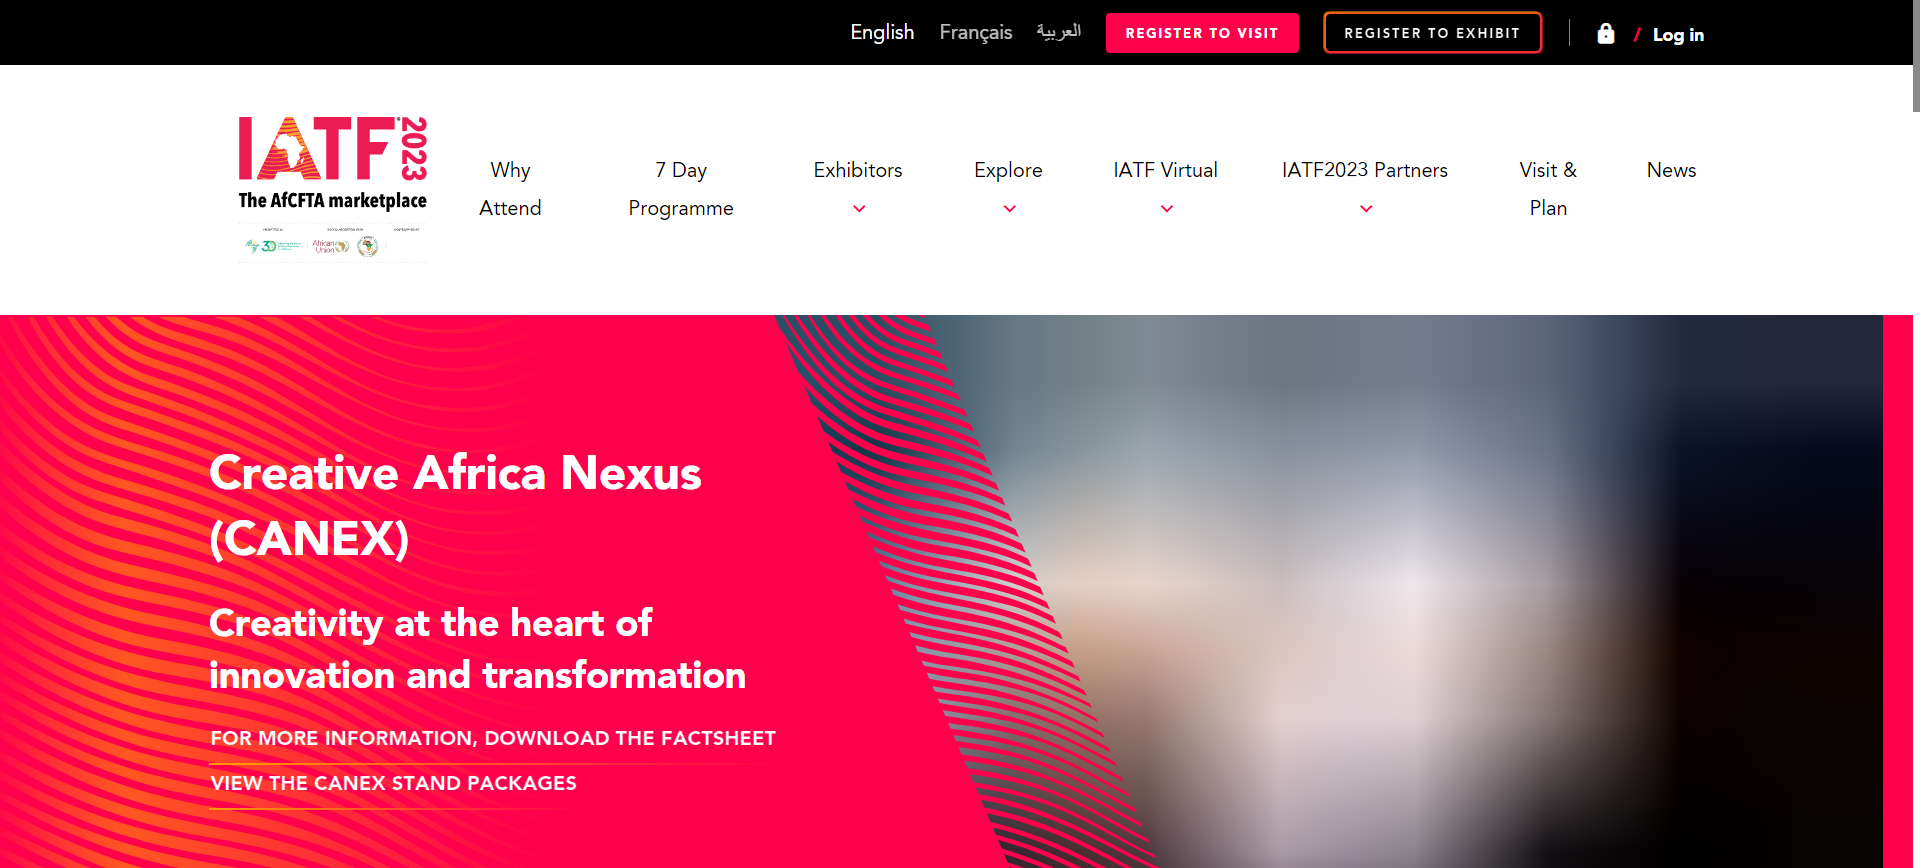 English Français العربية REGISTER TO VISIT REGISTER TO EXHIBIT / Log in
IATF 2023
The AfCFTA marketplace
African Union
Why Attend
7 Day Programme
Exhibitors
Explore
IATF Virtual
IATF2023 Partners
Visit & Plan
News
Creative Africa Nexus
(CANEX)
Creativity at the heart of
innovation and transformation
FOR MORE INFORMATION, DOWNLOAD THE FACTSHEET
VIEW THE CANEX STAND PACKAGES